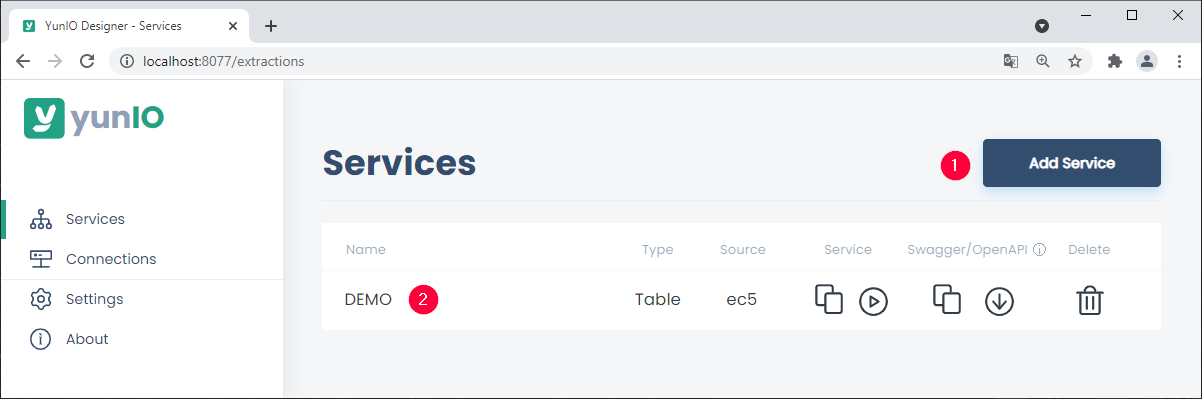 YunIO Designer - Services
localhost:8077/extractions
yunIO
Services
Connections
Settings
About
Services
1
Add Service
Name Type Source Service Swagger/OpenAPI Delete
DEMO 2 Table ec5